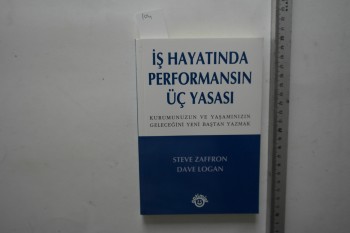 İŞ HAYATINDA
PERFORMANSIN
ÜÇ YASASI
KURUMUNUZUN VE YAŞAMINIZIN
GELECEĞİNİ YENİ BAŞTAN YAZMAK
STEVE ZAFFRON
DAVE LOGAN